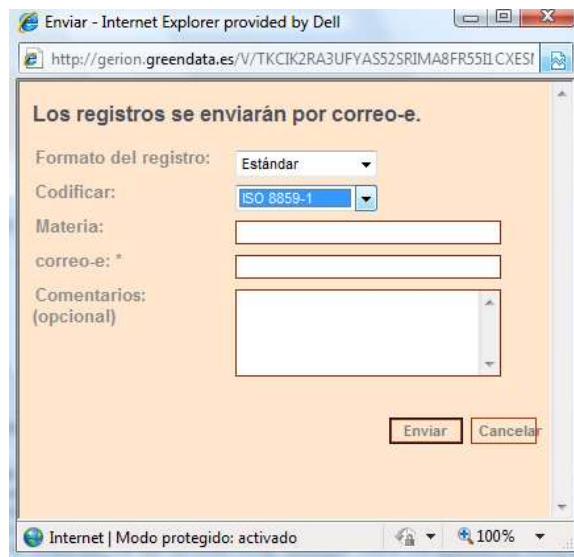 Enviar - Internet Explorer provided by Dell
http://gerion.greendata.es/V/TKCIK2RA3UFYAS52SRIMA8FR55I1CXESI
Los registros se enviarán por correo-e.
Formato del registro: Estándar
Codificar: ISO 8859-1
Materia:
correo-e: *
Comentarios:
(opcional)
Enviar Cancelar
Internet | Modo protegido: activado 100%